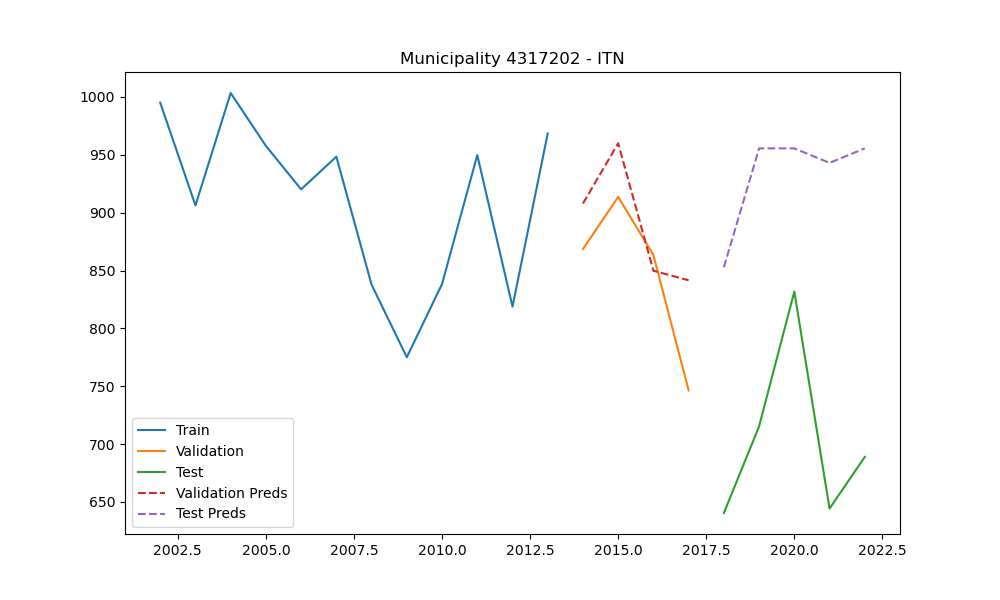 Municipality 4317202 - ITN
1000
950
900
850
800
750
700
650
Train
Validation
Test
Validation Preds
Test Preds
2002.5 2005.0 2007.5 2010.0 2012.5 2015.0 2017.5 2020.0 2022.5